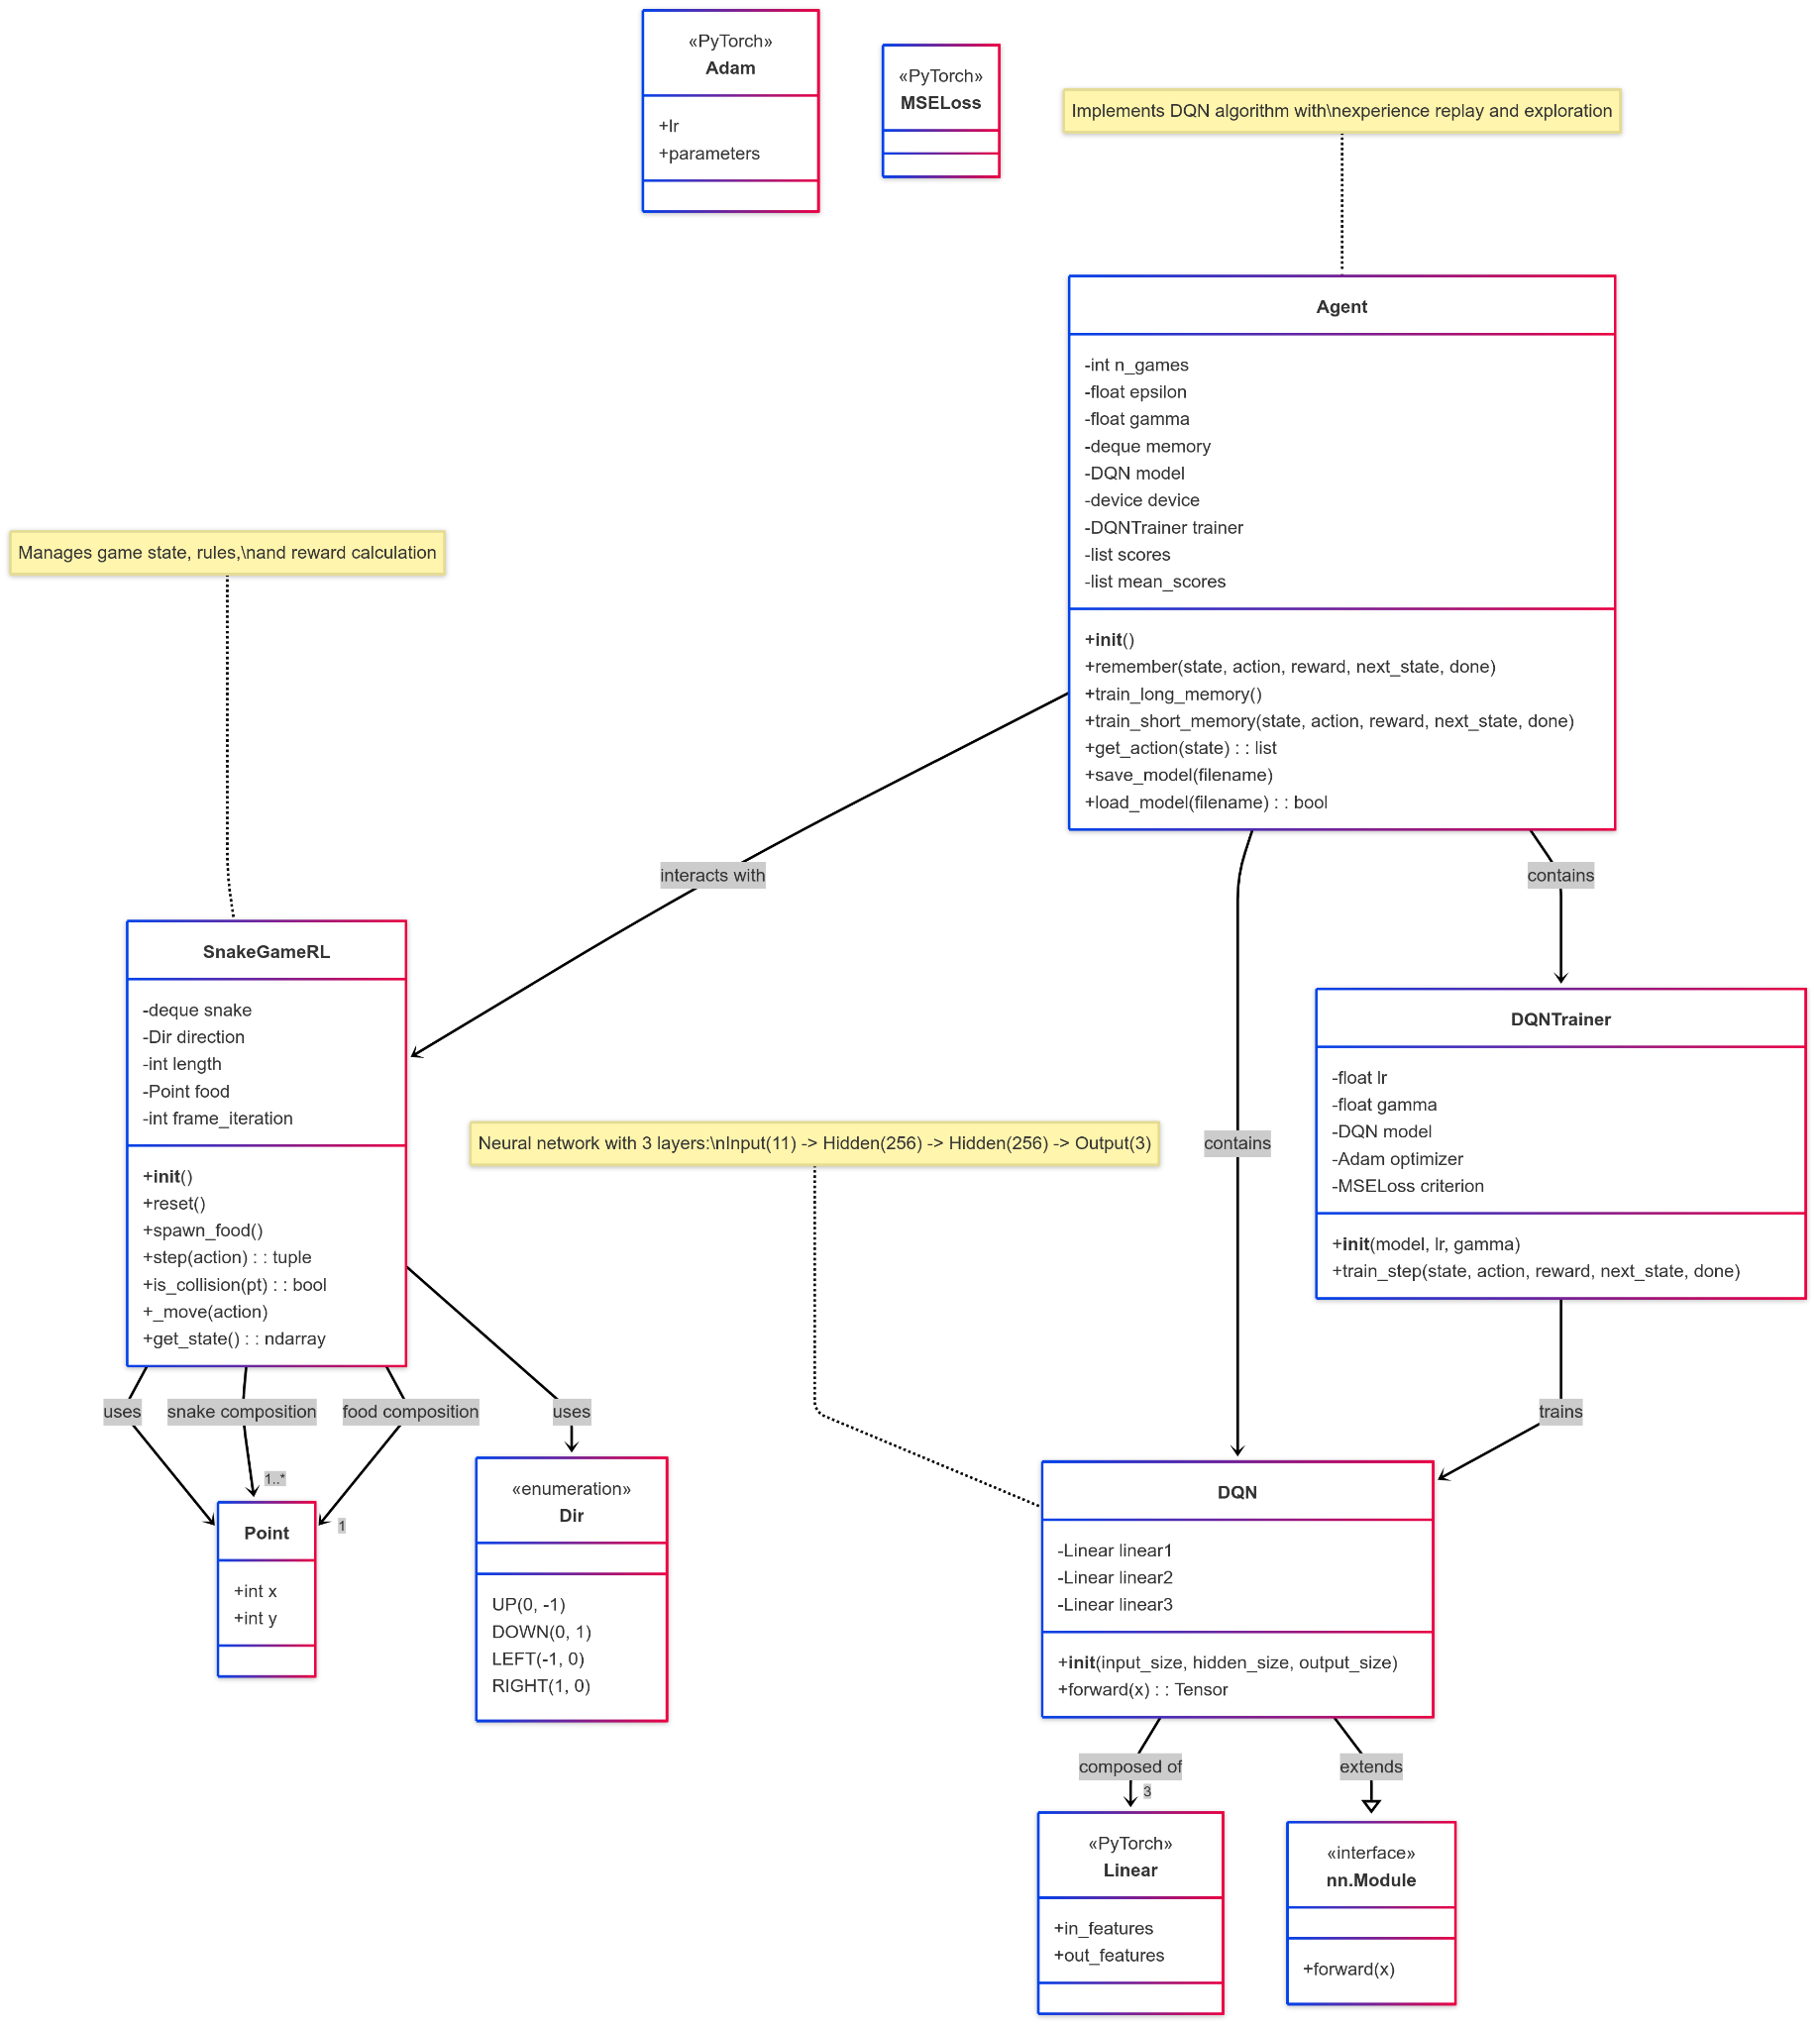 «PyTorch»
Adam
+lr
+parameters
«PyTorch»
MSELoss
Implements DQN algorithm with\nexperience replay and exploration
Agent
-int n_games
-float epsilon
-float gamma
-deque memory
-DQN model
-device device
-DQNTrainer trainer
-list scores
-list mean_scores
+init()
+remember(state, action, reward, next_state, done)
+train_long_memory()
+train_short_memory(state, action, reward, next_state, done)
+get_action(state) : : list
+save_model(filename)
+load_model(filename) : : bool
Manages game state, rules,\nand reward calculation
interacts with
contains
contains
SnakeGameRL
-deque snake
-Dir direction
-int length
-Point food
-int frame_iteration
+init()
+reset()
+spawn_food()
+step(action) : : tuple
+is_collision(pt) : : bool
+_move(action)
+get_state() : : ndarray
Neural network with 3 layers:\nInput(11) -> Hidden(256) -> Hidden(256) -> Output(3)
DQNTrainer
-float lr
-float gamma
-DQN model
-Adam optimizer
-MSELoss criterion
+init(model, lr, gamma)
+train_step(state, action, reward, next_state, done)
uses
snake composition
food composition
uses
trains
1..*
1
Point
+int x
+int y
«enumeration»
Dir
UP(0, -1)
DOWN(0, 1)
LEFT(-1, 0)
RIGHT(1, 0)
DQN
-Linear linear1
-Linear linear2
-Linear linear3
+init(input_size, hidden_size, output_size)
+forward(x) : : Tensor
composed of
3
extends
«PyTorch»
Linear
+in_features
+out_features
«interface»
nn.Module
+forward(x)